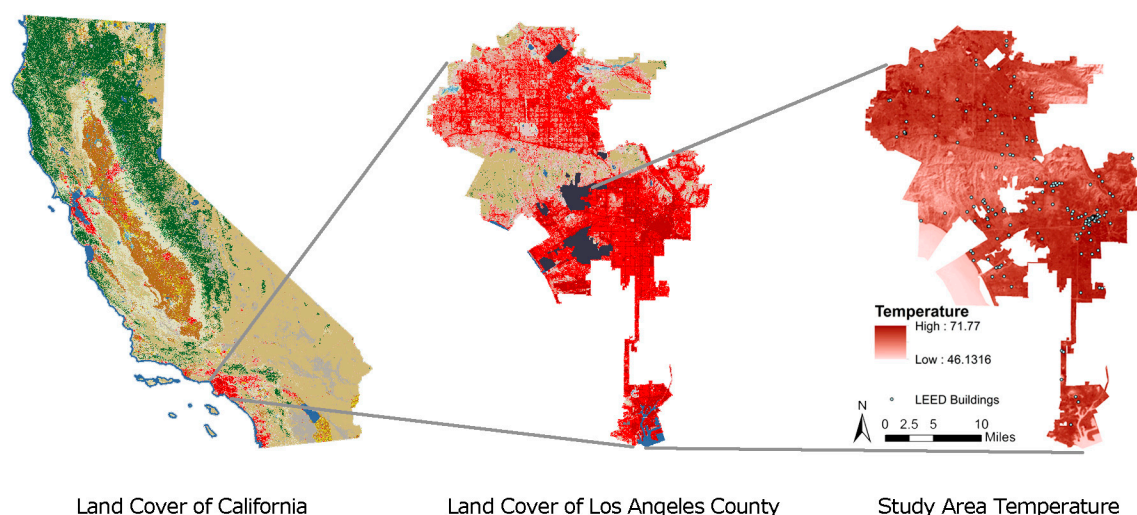 Temperature
High : 71.77
Low : 46.1316
LEED Buildings
N
0 2.5 5 10
Miles
Land Cover of California
Land Cover of Los Angeles County
Study Area Temperature